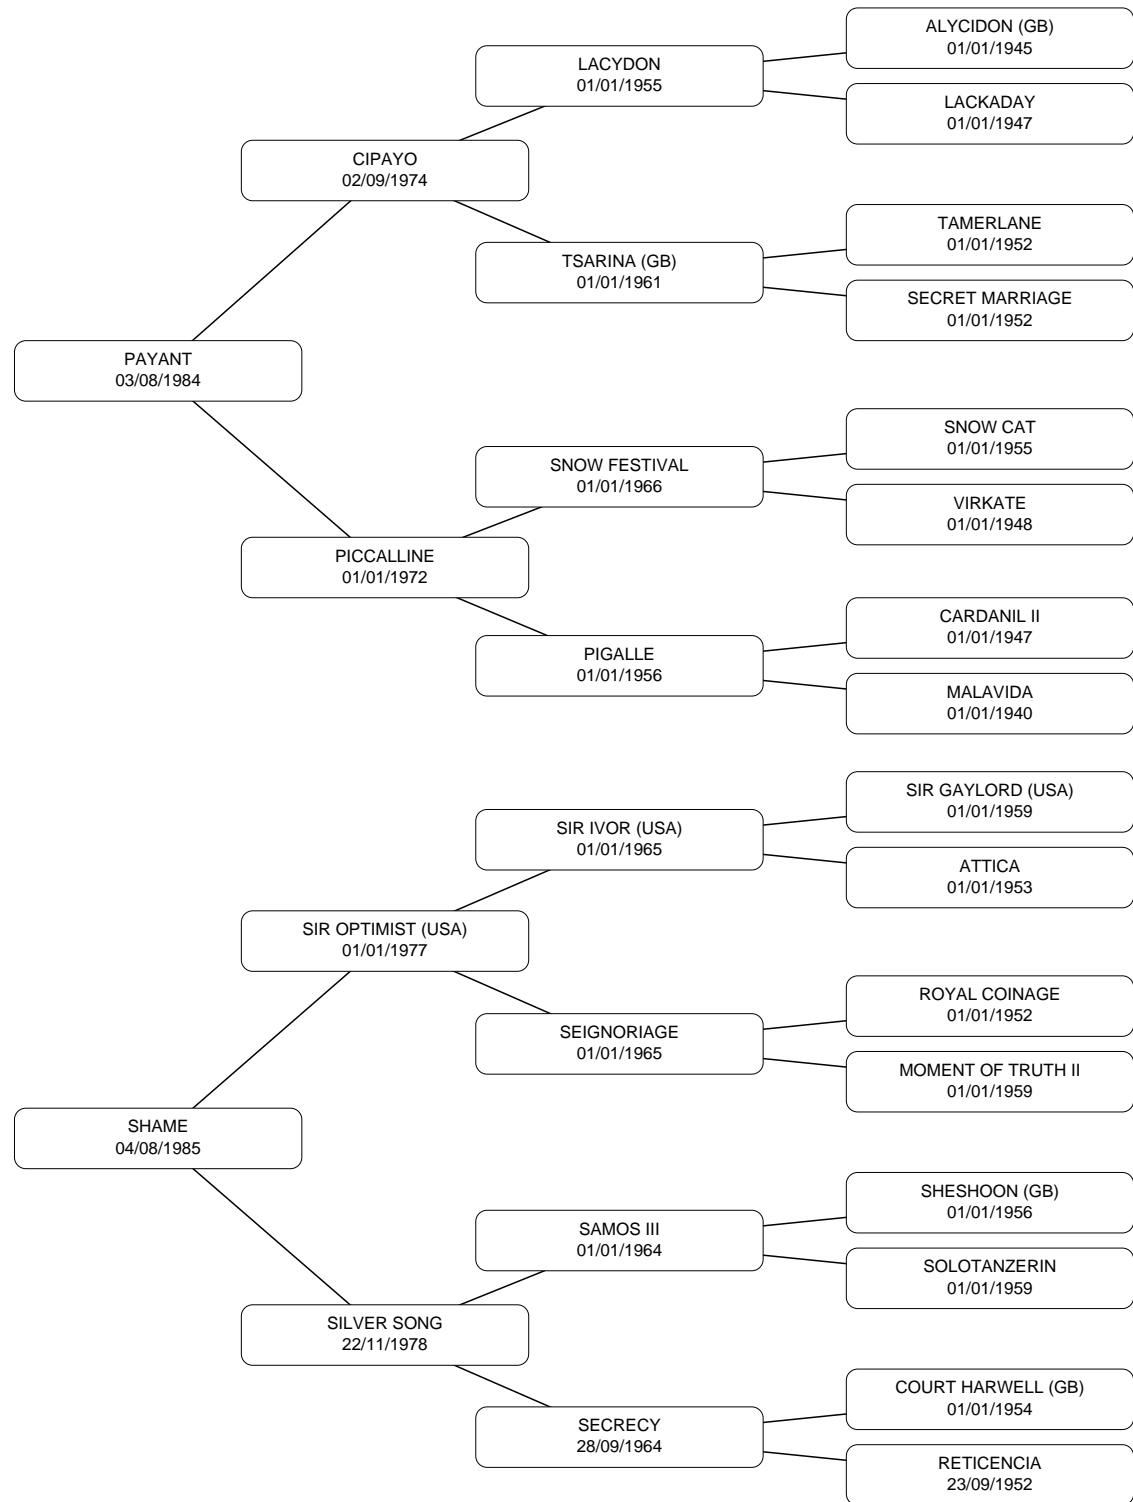 ALYCIDON (GB)
01/01/1945
LACYDON
01/01/1955
LACKADAY
01/01/1947
CIPAYO
02/09/1974
TAMERLANE
01/01/1952
TSARINA (GB)
01/01/1961
SECRET MARRIAGE
01/01/1952
PAYANT
03/08/1984
SNOW CAT
01/01/1955
SNOW FESTIVAL
01/01/1966
VIRKATE
01/01/1948
PICCALLINE
01/01/1972
CARDANIL II
01/01/1947
PIGALLE
01/01/1956
MALAVIDA
01/01/1940
SIR GAYLORD (USA)
01/01/1959
SIR IVOR (USA)
01/01/1965
ATTICA
01/01/1953
SIR OPTIMIST (USA)
01/01/1977
ROYAL COINAGE
01/01/1952
SEIGNORIAGE
01/01/1965
MOMENT OF TRUTH II
01/01/1959
SHAME
04/08/1985
SHESHOON (GB)
01/01/1956
SAMOS III
01/01/1964
SOLOTANZERIN
01/01/1959
SILVER SONG
22/11/1978
COURT HARWELL (GB)
01/01/1954
SECRECY
28/09/1964
RETICENCIA
23/09/1952